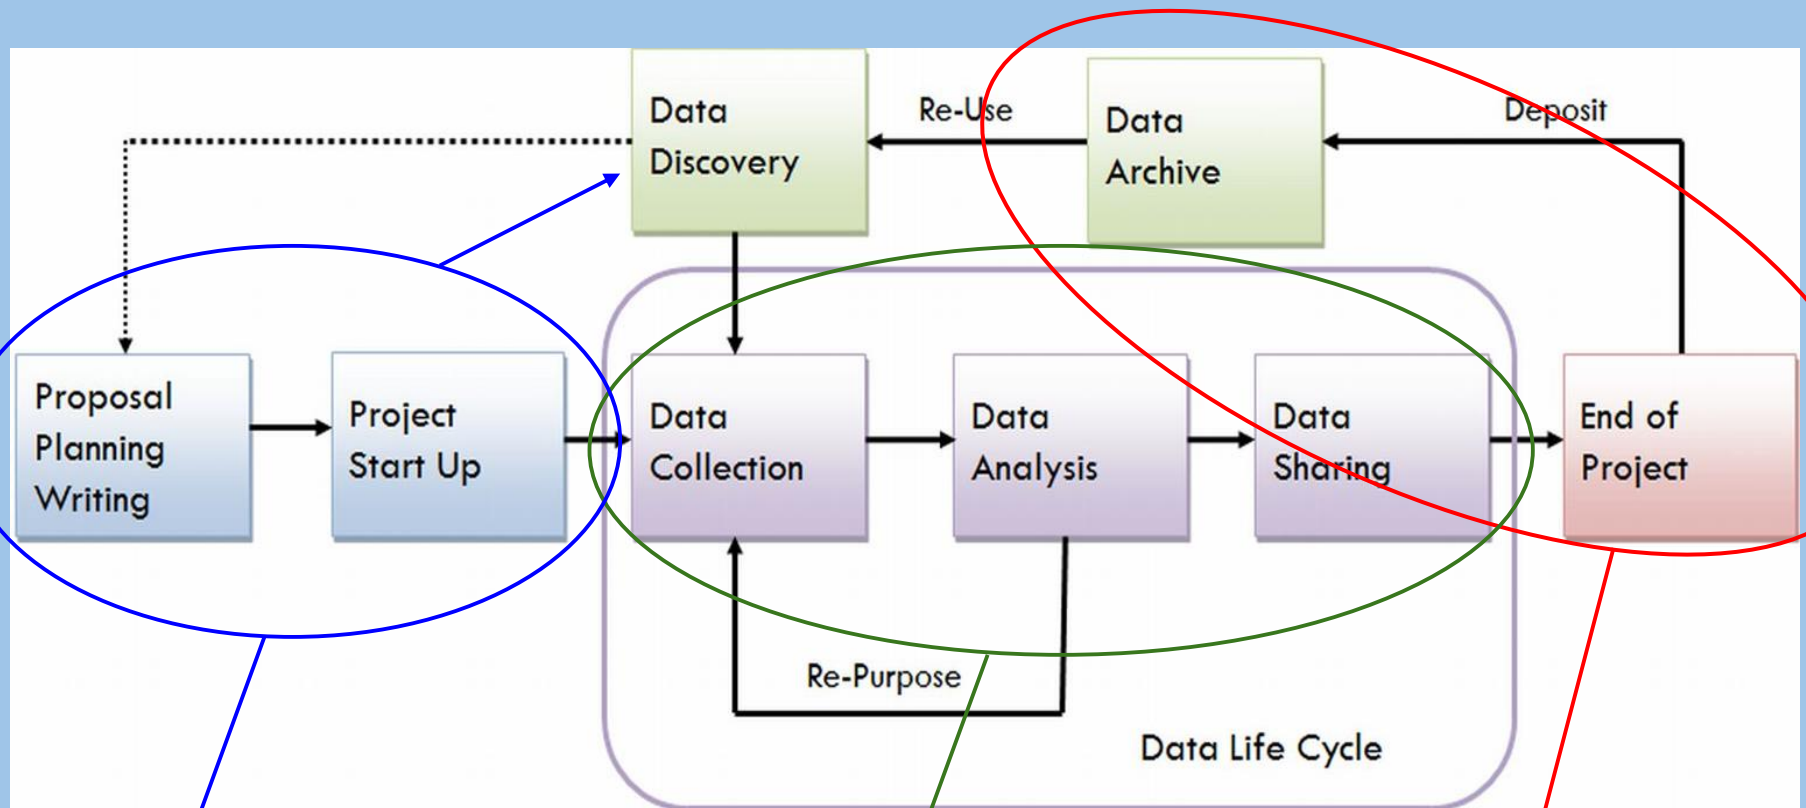 Data
Discovery
Re-Use
Data
Archive
Deposit
Proposal
Planning
Writing
Project
Start Up
Data
Collection
Data
Analysis
Data
Sharing
End of
Project
Re-Purpose
Data Life Cycle